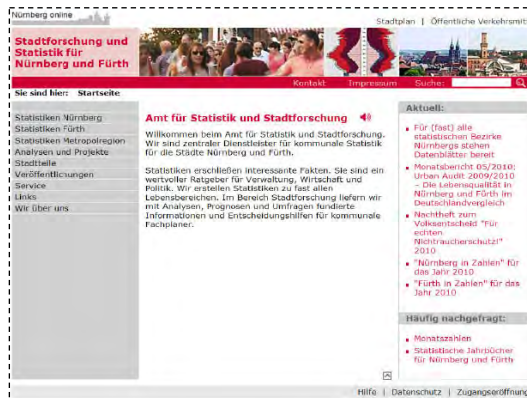 Nürnberg online
Stadtplan | Öffentliche Verkehrsmit
Stadtforschung und
Statistik für
Nürnberg und Fürth
Kontakt Impressum Suche:
Sie sind hier: Startseite
Statistiken Nürnberg
Statistiken Fürth
Statistiken Metropolregion
Analysen und Projekte
Stadtteile
Veröffentlichungen
Service
Links
Wir über uns
Amt für Statistik und Stadtforschung
Willkommen beim Amt für Statistik und Stadtforschung.
Wir sind zentraler Dienstleister für kommunale Statistik
für die Städte Nürnberg und Fürth.
Statistiken erschließen interessante Fakten. Sie sind ein
wertvoller Ratgeber für Verwaltung, Wirtschaft und
Politik. Wir erstellen Statistiken zu fast allen
Lebensbereichen. Im Bereich Stadtforschung liefern wir
mit Analysen, Prognosen und Umfragen fundierte
Informationen und Entscheidungshilfen für kommunale
Fachplaner.
Aktuell:
Für (fast) alle
statistischen Bezirke
Nürnbergs stehen
Datenblätter bereit
Monatsbericht 05/2010:
Urban Audit 2009/2010
– Die Lebensqualität in
Nürnberg und Fürth im
Deutschlandvergleich
Nachtheft zum
Volksentscheid "Für
echten
Nichtraucherschutz!"
2010
"Nürnberg in Zahlen" für
das Jahr 2010
"Fürth in Zahlen" für das
Jahr 2010
Häufig nachgefragt:
Monatszahlen
Statistische Jahrbücher
für Nürnberg und Fürth
Hilfe | Datenschutz | Zugangseröffnung